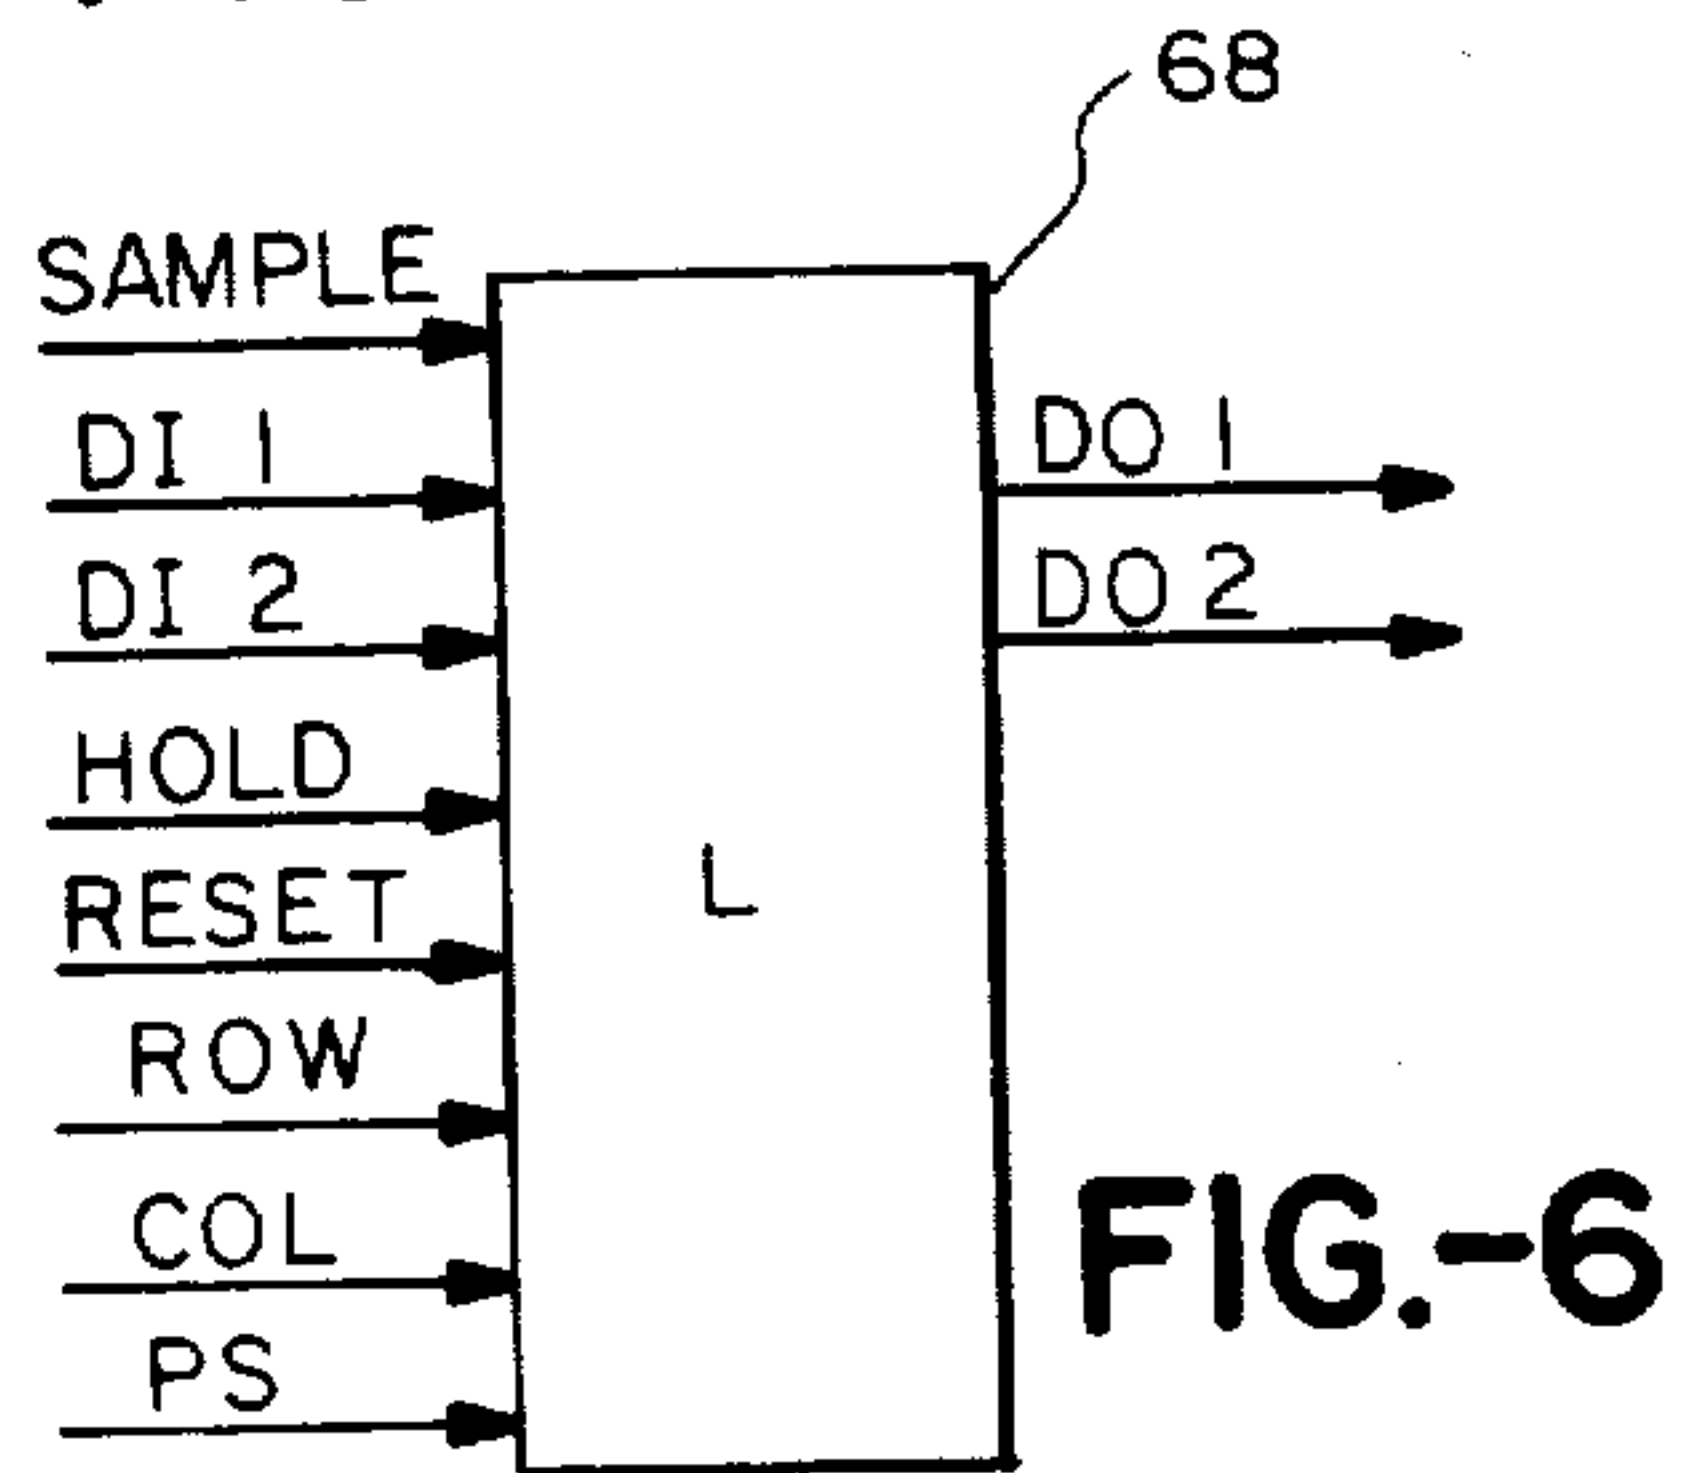 68
SAMPLE
DI 1
DO 1
DI 2
DO 2
HOLD
L
RESET
ROW
COL
FIG.-6
PS